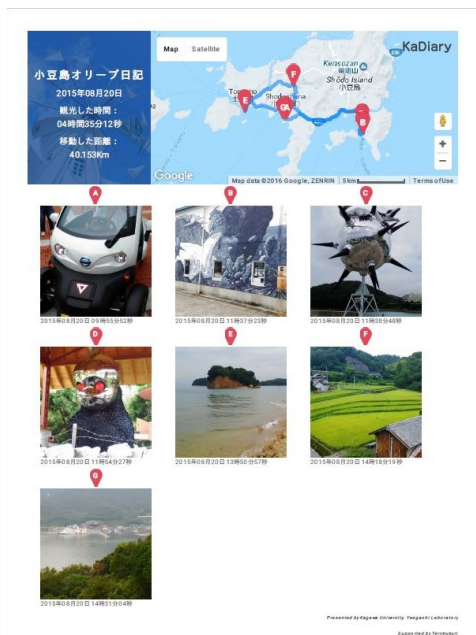 小豆島オリーブ日記
2015年08月20日
観光した時間：
04時間35分12秒
移動した距離：
40.153Km
Map Satellite
KaDiary
Kensozan
Shōdo Island
小豆島
F
E
GA
B
Google
Map data ©2016 Google, ZENRIN 5 km Terms of Use
A B C
2015年08月20日 09時55分52秒 2015年08月20日 11時37分23秒 2015年08月20日 11時38分48秒
D E F
2015年08月20日 11時54分27秒 2015年08月20日 13時50分57秒 2015年08月20日 14時18分19秒
G
2015年08月20日 14時31分04秒
Presented by Kagawa University, Yaegashi Laboratory